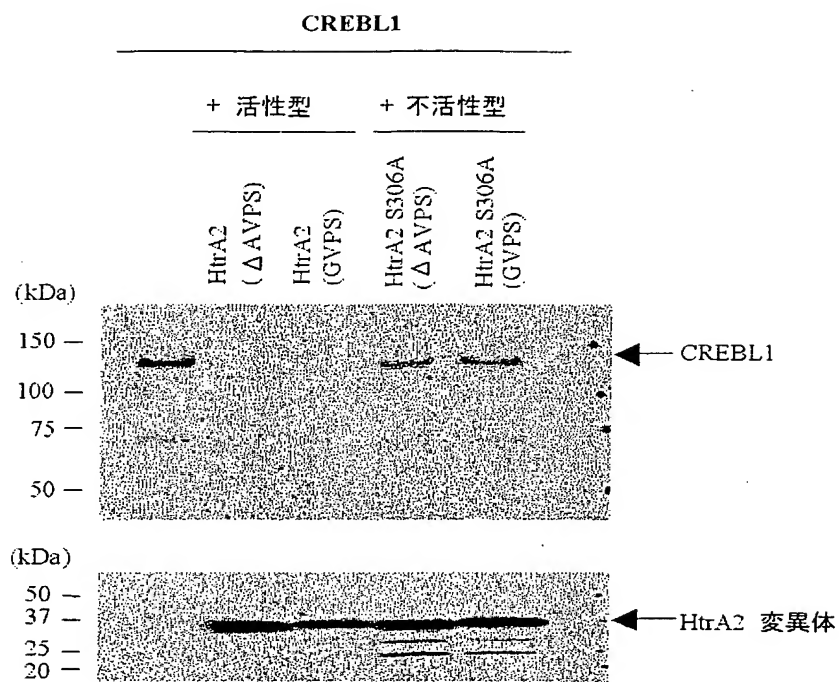 CREBL1
+ 活性型
+ 不活性型
HtrA2
(ΔAVPS)
HtrA2
(GVPS)
HtrA2 S306A
(ΔAVPS)
HtrA2 S306A
(GVPS)
(kDa)
150
100
75
50
CREBL1
(kDa)
50
37
25
20
HtrA2 変異体